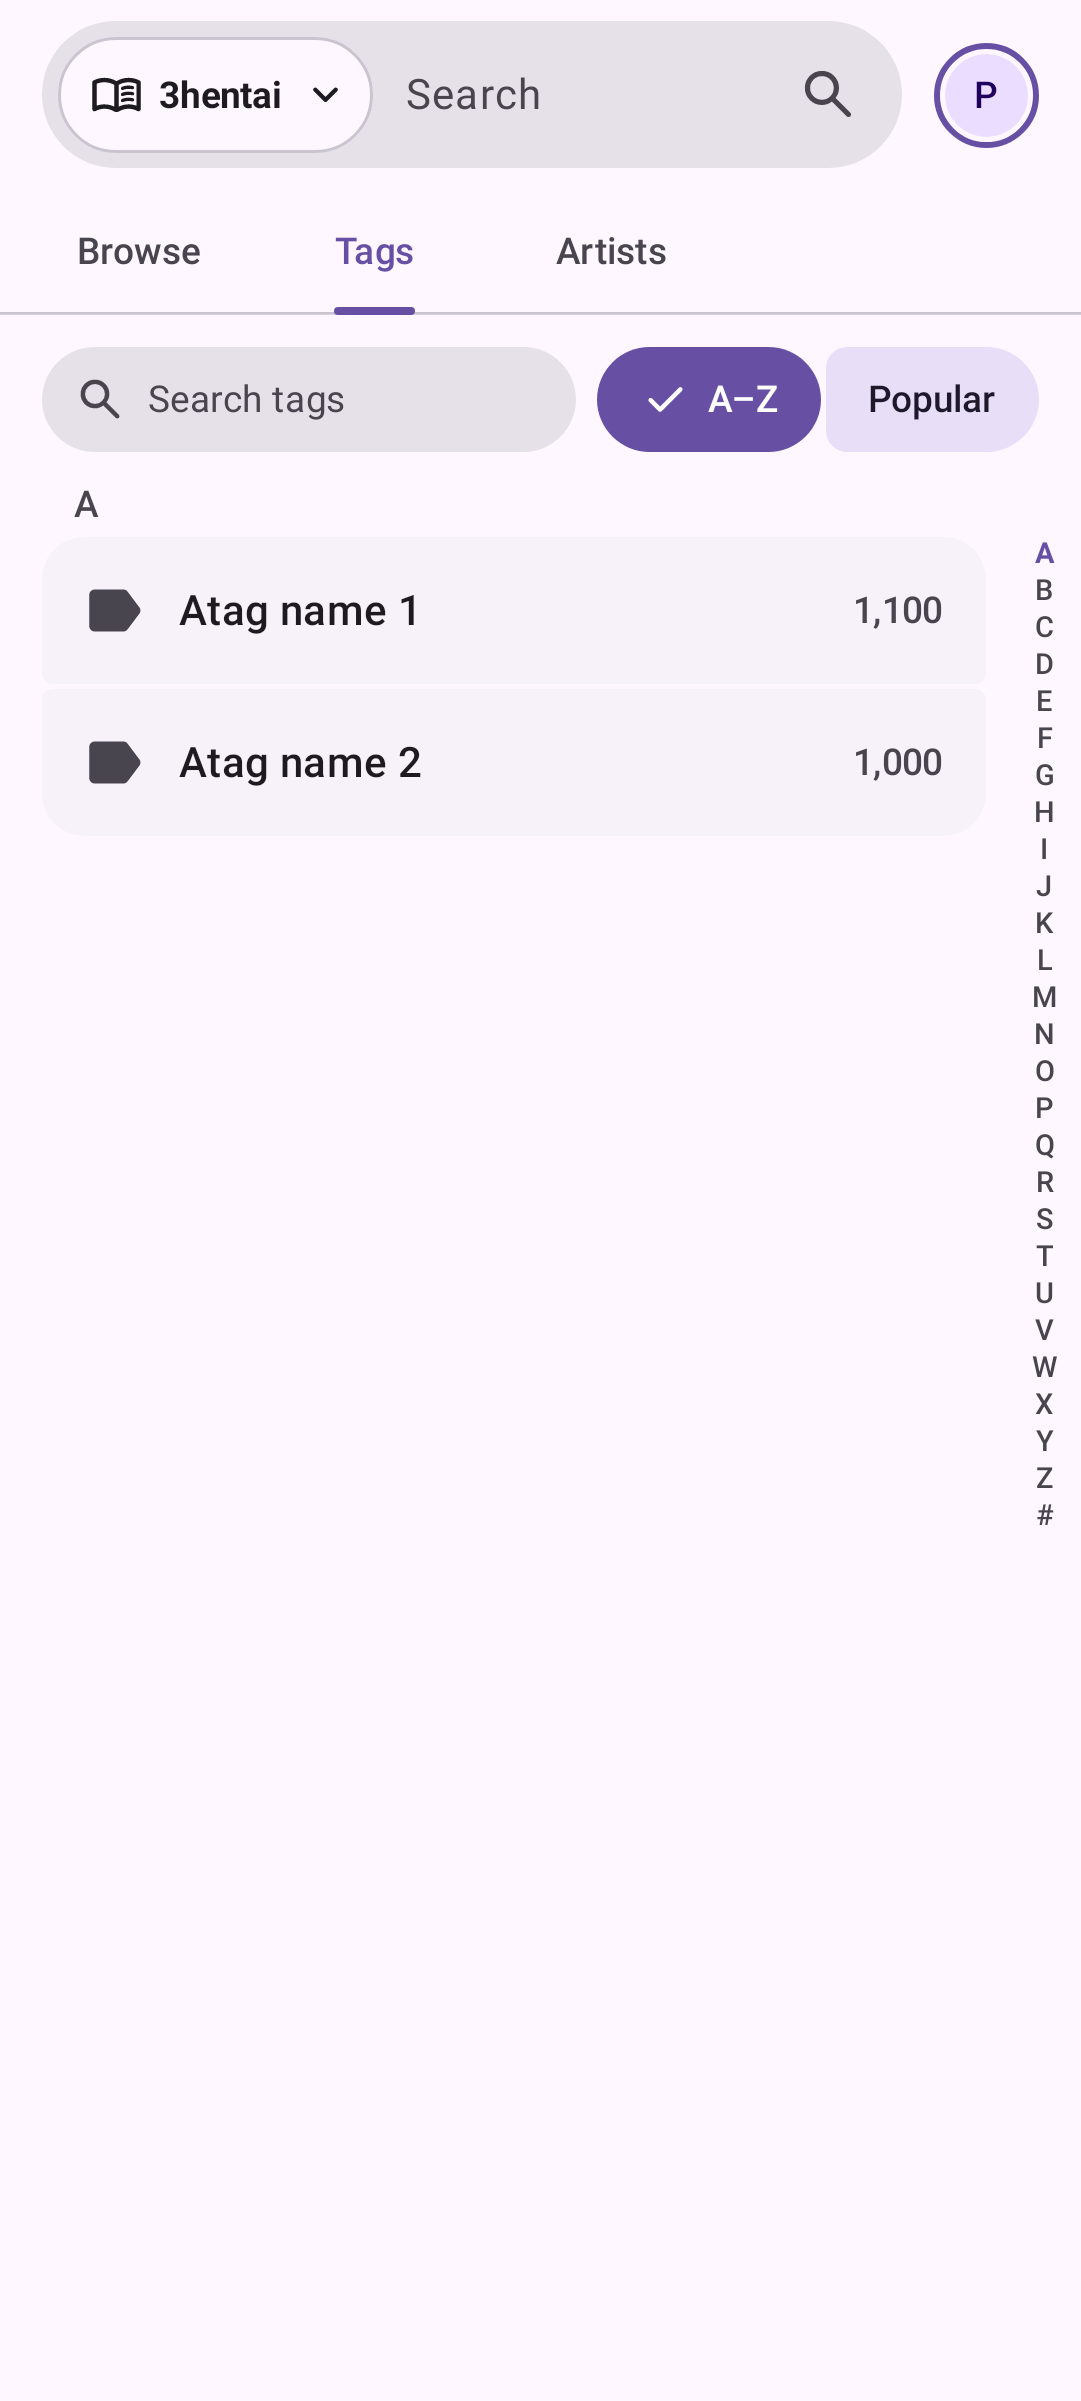 3hentai
Search
P
Browse
Tags
Artists
Search tags
A–Z
Popular
A
Atag name 1
1,100
Atag name 2
1,000
A
B
C
D
E
F
G
H
I
J
K
L
M
N
O
P
Q
R
S
T
U
V
W
X
Y
Z
#